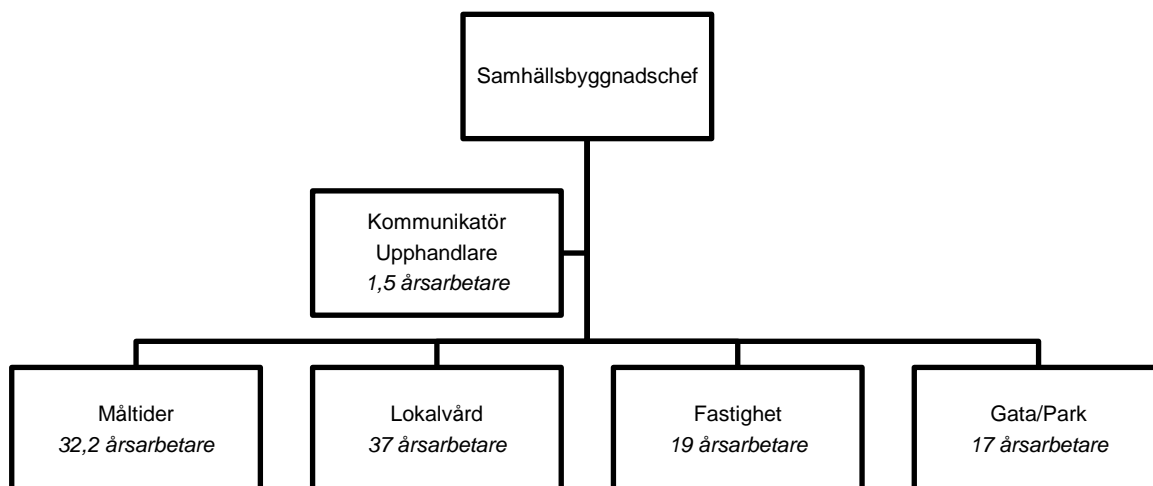 Samhällsbyggnadschef
Kommunikatör
Upphandlare
1,5 årsarbetare
Måltider
32,2 årsarbetare
Lokalvård
37 årsarbetare
Fastighet
19 årsarbetare
Gata/Park
17 årsarbetare